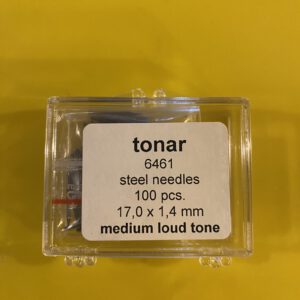 tonar
6461
steel needles
100 pcs.
17,0 x 1,4 mm
medium loud tone